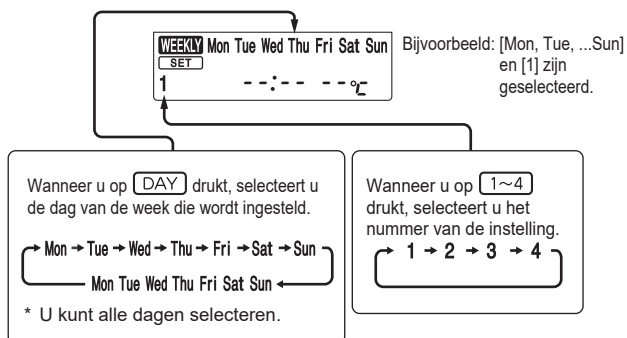 WEEKLY Mon Tue Wed Thu Fri Sat Sun
SET
1 --:-- --°C
Bijvoorbeeld: [Mon, Tue, ...Sun]
en [1] zijn
geselecteerd.
Wanneer u op DAY drukt, selecteert u
de dag van de week die wordt ingesteld.
Mon → Tue → Wed → Thu → Fri → Sat → Sun
Mon Tue Wed Thu Fri Sat Sun ←
* U kunt alle dagen selecteren.
Wanneer u op 1~4
drukt, selecteert u het
nummer van de instelling.
1 → 2 → 3 → 4